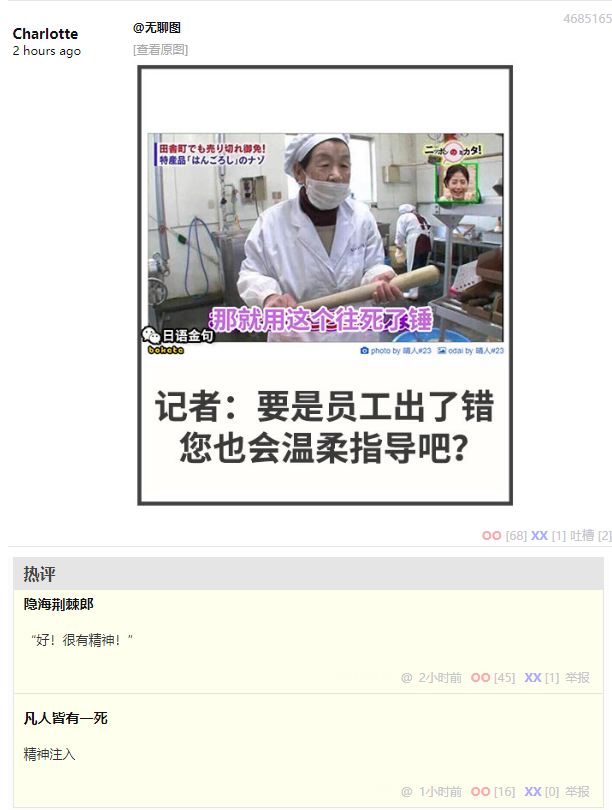 4685165
Charlotte
2 hours ago
@无聊图
[查看原图]
田舎町でも売り切れ御免!
特産品「はんごろし」のナゾ
ニッポンのミカタ!
那就用这个往死了锤
日语金句
bokete
photo by 晴人#23 odai by 晴人#23
记者：要是员工出了错
您也会温柔指导吧？
OO [68] XX [1] 吐槽 [2]
热评
隐海荆棘郎
“好！很有精神！”
@ 2小时前 OO [45] XX [1] 举报
凡人皆有一死
精神注入
@ 1小时前 OO [16] XX [0] 举报